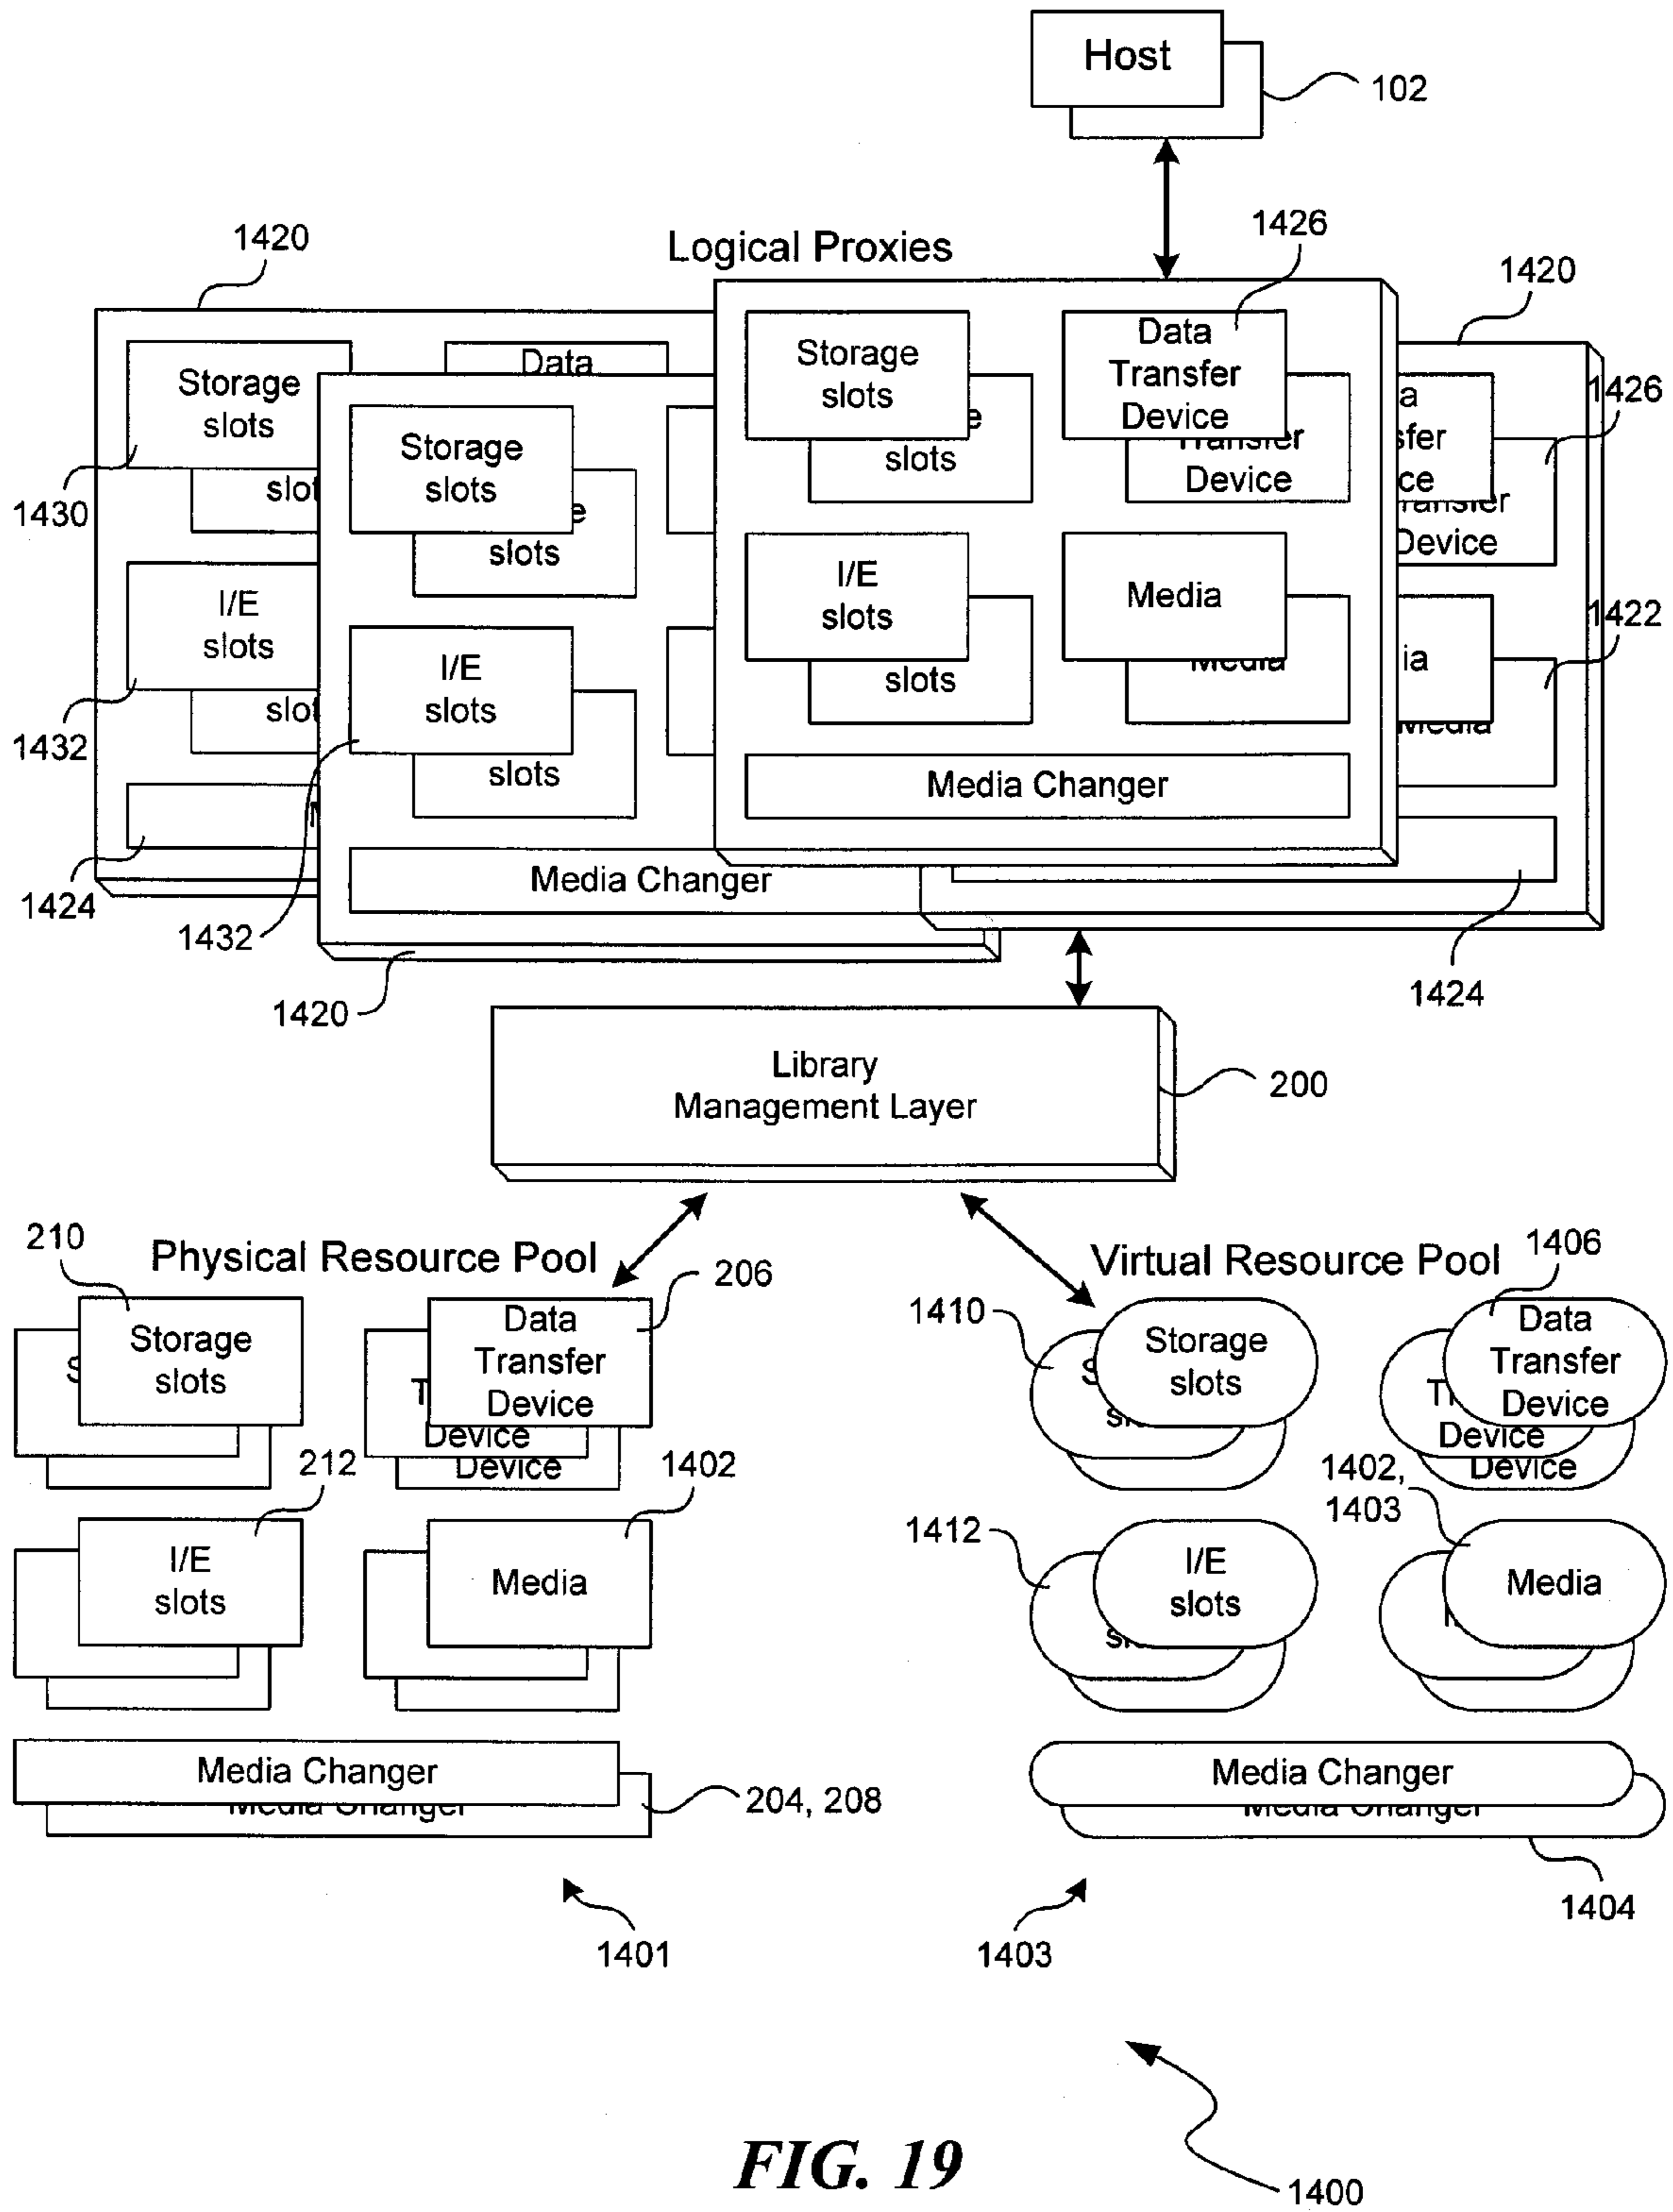 Host
102
Logical Proxies
1420
1426
1420
Storage
slots
Data
Storage
slots
slots
Data
Transfer
Device
Device
1426
Device
1430
Storage
slots
slots
I/E
slots
I/E
slots
slots
Media
1422
1432
I/E
slots
slots
Media Changer
1424
Media Changer
1432
1420
1424
Library
Management Layer
200
Physical Resource Pool
210
206
Storage
slots
Data
Transfer
Device
Device
Device
212
1402
I/E
slots
Media
Media Changer
204, 208
1401
Virtual Resource Pool
1406
1410
Storage
slots
Data
Transfer
Device
Device
Device
1402,
1403
1412
I/E
slots
Media
Media Changer
1404
1403
FIG. 19
1400